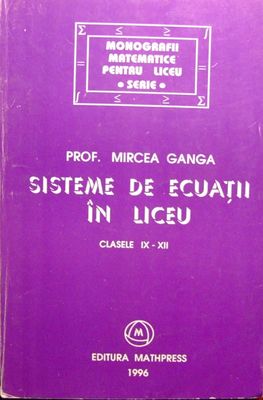 ∫ ≤ ≥ ∑
MONOGRAFII
MATEMATICE
PENTRU LICEU
• SERIE •
∑ ≤ ≥ ∫
PROF. MIRCEA GANGA
SISTEME DE ECUAȚII
ÎN LICEU
CLASELE IX - XII
M
EDITURA MATHPRESS
1996